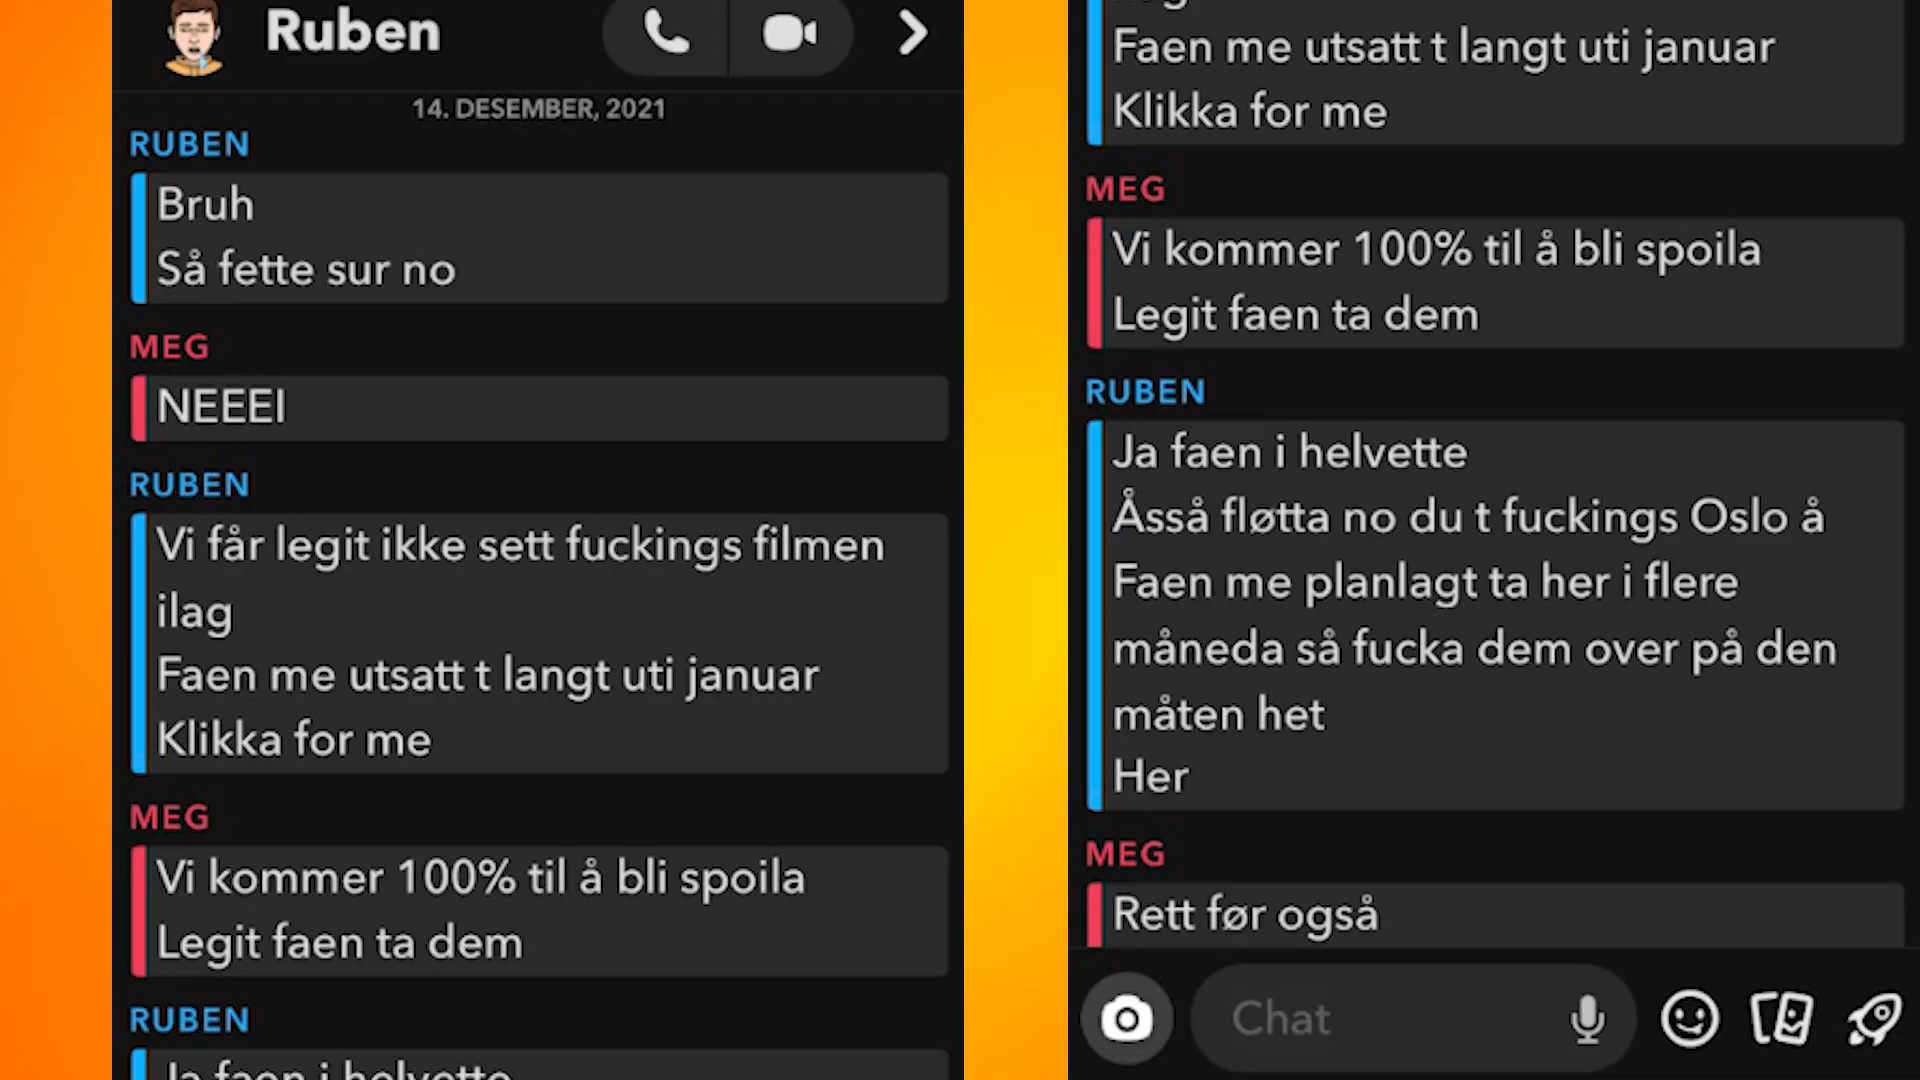 Ruben
14. DESEMBER, 2021
RUBEN
Bruh
Så fette sur no
MEG
NEEEI
RUBEN
Vi får legit ikke sett fuckings filmen
ilag
Faen me utsatt t langt uti januar
Klikka for me
MEG
Vi kommer 100% til å bli spoila
Legit faen ta dem
RUBEN
Ja faen i helvette
ilag
Faen me utsatt t langt uti januar
Klikka for me
MEG
Vi kommer 100% til å bli spoila
Legit faen ta dem
RUBEN
Ja faen i helvette
Åsså fløtta no du t fuckings Oslo å
Faen me planlagt ta her i flere
måneda så fucka dem over på den
måten het
Her
MEG
Rett før også
Chat